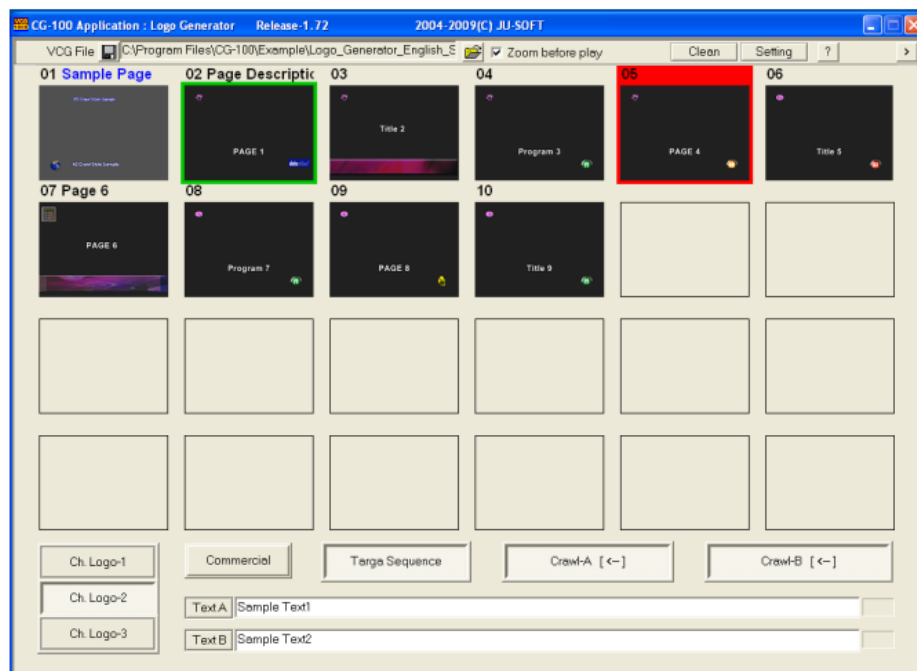 CG-100 Application : Logo Generator Release-1.72 2004-2009(C) JU-SOFT
VCG File C:\Program Files\CG-100\Example\Logo_Generator_English_S Zoom before play Clean Setting ? >
01 Sample Page 02 Page Descriptic 03 04 05 06
PAGE 1 Title 2 Program 3 PAGE 4 Title 5
07 Page 6 08 09 10
PAGE 6 Program 7 PAGE 8 Title 9
Ch. Logo-1 Commercial Targa Sequence Crawl-A [<-] Crawl-B [<-]
Ch. Logo-2
Text A Sample Text1
Ch. Logo-3
Text B Sample Text2